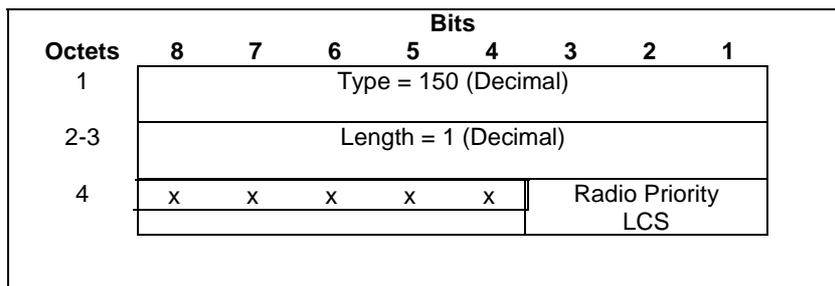 Bits
Octets 8 7 6 5 4 3 2 1
1 Type = 150 (Decimal)
2-3 Length = 1 (Decimal)
4 x x x x x Radio Priority
LCS